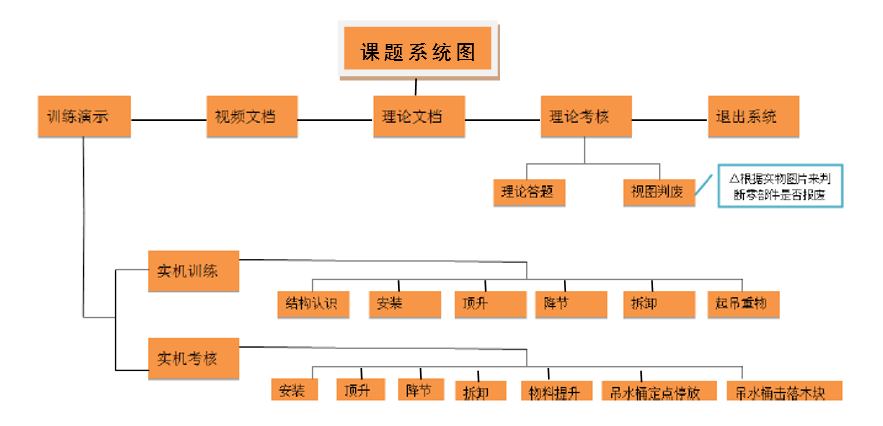 课题系统图
训练演示
视频文档
理论文档
理论考核
退出系统
理论答题
视图判废
△根据实物图片来判
断零部件是否报废
实机训练
结构认识
安装
顶升
降节
拆卸
起吊重物
实机考核
安装
顶升
降节
拆卸
物料提升
吊水桶定点停放
吊水桶击落木块